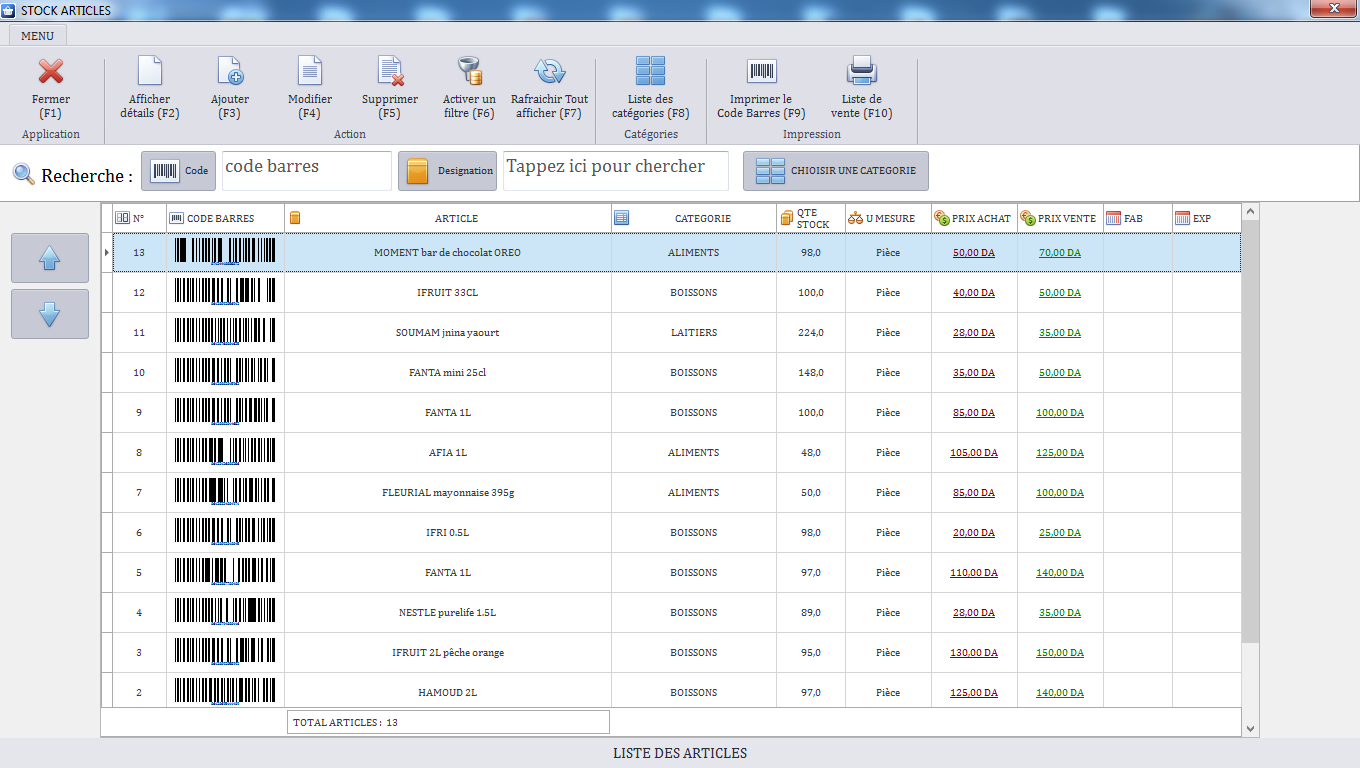 STOCK ARTICLES
MENU
Fermer
(F1)
Afficher
détails (F2)
Ajouter
(F3)
Modifier
(F4)
Supprimer
(F5)
Activer un
filtre (F6)
Rafraichir Tout
afficher (F7)
Liste des
catégories (F8)
Imprimer le
Code Barres (F9)
Liste de
vente (F10)
Application
Action
Catégories
Impression
Recherche :
Code
code barres
Designation
Tappez ici pour chercher
CHIOISIR UNE CATEGORIE
N° CODE BARRES ARTICLE CATEGORIE QTE STOCK U MESURE PRIX ACHAT PRIX VENTE FAB EXP
13 MOMENT bar de chocolat OREO ALIMENTS 98,0 Pièce 50,00 DA 70,00 DA
12 IFRUIT 33CL BOISSONS 100,0 Pièce 40,00 DA 50,00 DA
11 SOUMAM jnina yaourt LAITIERS 224,0 Pièce 28,00 DA 35,00 DA
10 FANTA mini 25cl BOISSONS 148,0 Pièce 35,00 DA 50,00 DA
9 FANTA 1L BOISSONS 100,0 Pièce 85,00 DA 100,00 DA
8 AFIA 1L ALIMENTS 48,0 Pièce 105,00 DA 125,00 DA
7 FLEURIAL mayonnaise 395g ALIMENTS 50,0 Pièce 85,00 DA 100,00 DA
6 IFRI 0.5L BOISSONS 98,0 Pièce 20,00 DA 25,00 DA
5 FANTA 1L BOISSONS 97,0 Pièce 110,00 DA 140,00 DA
4 NESTLE purelife 1.5L BOISSONS 89,0 Pièce 28,00 DA 35,00 DA
3 IFRUIT 2L pêche orange BOISSONS 95,0 Pièce 130,00 DA 150,00 DA
2 HAMOUD 2L BOISSONS 97,0 Pièce 125,00 DA 140,00 DA
TOTAL ARTICLES : 13
LISTE DES ARTICLES